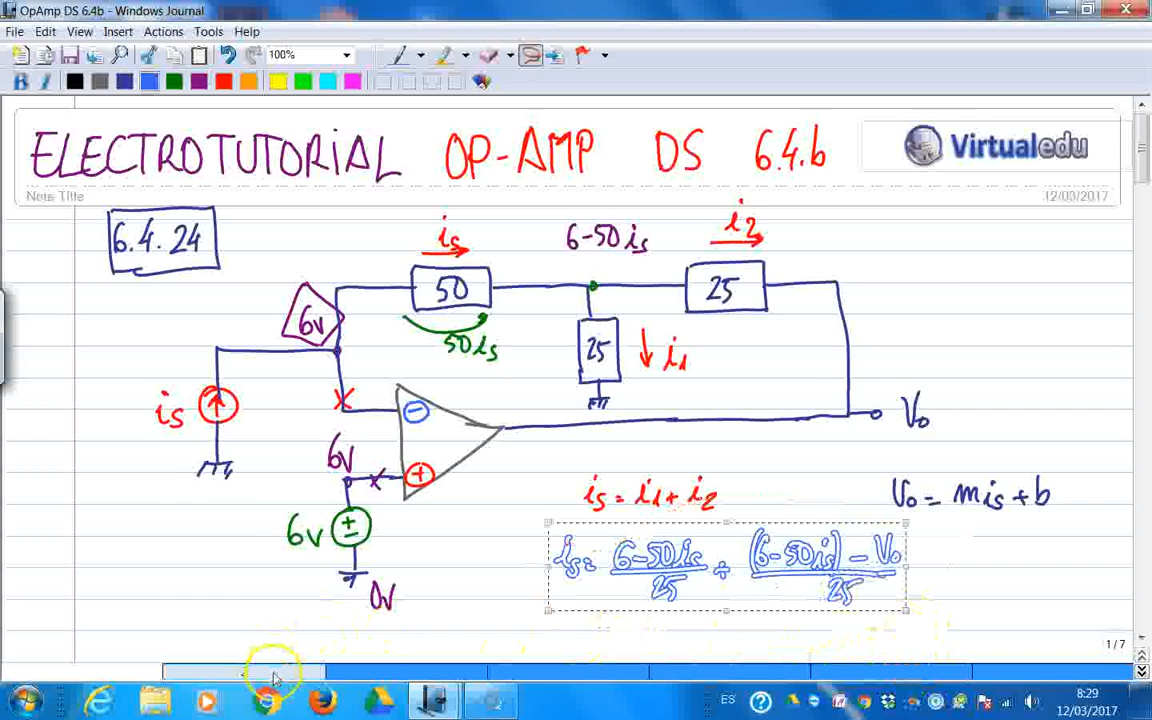 OpAmp DS 6.4b - Windows Journal
File Edit View Insert Actions Tools Help
100%
B i
ELECTROTUTORiAL OP-AMP DS 6.4.b
Virtualedu
Note Title
12/03/2017
6.4.24
is
6-50is
i2
50
25
6v
50is
25
i1
is
Vo
6v
6v
0v
is = i1 + i2
Vo = mis + b
is = (6-50is)/25 + ((6-50is) - Vo)/25
1/7
ES
8:29
12/03/2017